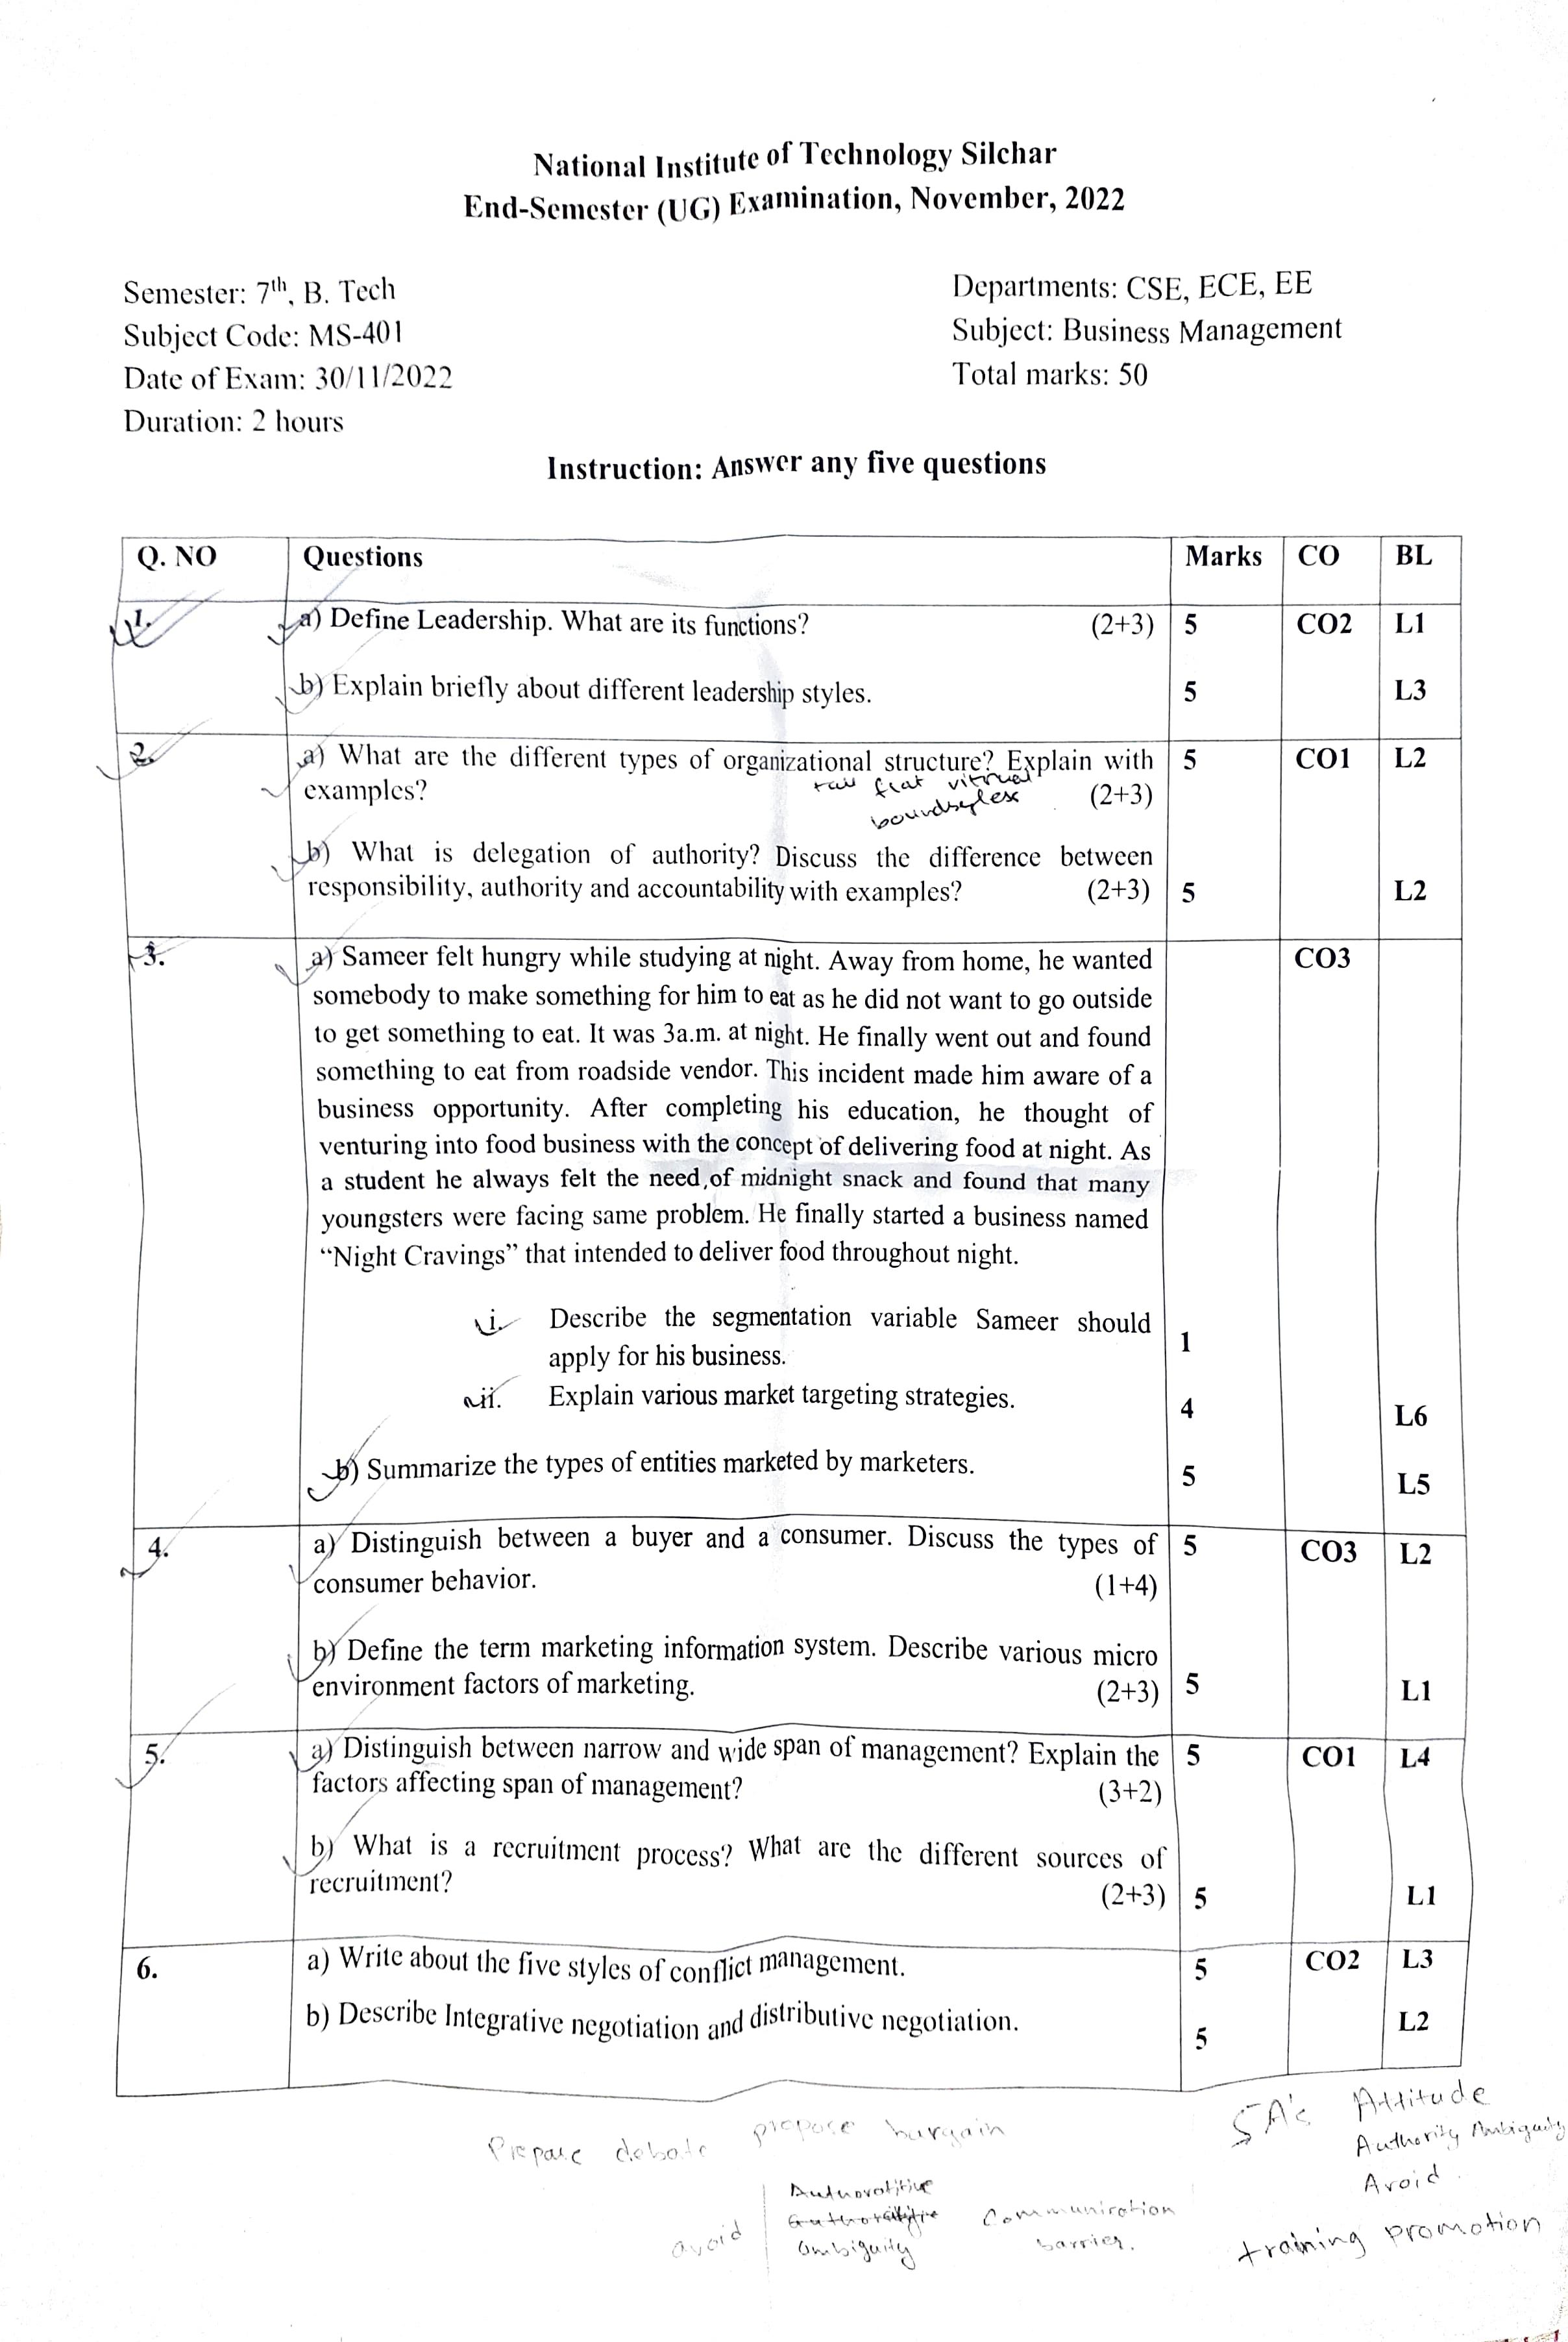 National Institute of Technology Silchar
End-Semester (UG) Examination, November, 2022
Semester: 7th, B. Tech
Departments: CSE, ECE, EE
Subject Code: MS-401
Subject: Business Management
Date of Exam: 30/11/2022
Total marks: 50
Duration: 2 hours
Instruction: Answer any five questions
Q. NO Questions Marks CO BL
1. a) Define Leadership. What are its functions? (2+3) 5 CO2 L1
b) Explain briefly about different leadership styles. 5 L3
2. a) What are the different types of organizational structure? Explain with 5 CO1 L2
examples? (2+3)
flat
b) What is delegation of authority? Discuss the difference between
responsibility, authority and accountability with examples? (2+3) 5 L2
3. a) Sameer felt hungry while studying at night. Away from home, he wanted CO3
somebody to make something for him to eat as he did not want to go outside
to get something to eat. It was 3a.m. at night. He finally went out and found
something to eat from roadside vendor. This incident made him aware of a
business opportunity. After completing his education, he thought of
venturing into food business with the concept of delivering food at night. As
a student he always felt the need of midnight snack and found that many
youngsters were facing same problem. He finally started a business named
“Night Cravings” that intended to deliver food throughout night.
i. Describe the segmentation variable Sameer should
apply for his business. 1
ii. Explain various market targeting strategies. 4 L6
b) Summarize the types of entities marketed by marketers. 5 L5
4. a) Distinguish between a buyer and a consumer. Discuss the types of 5 CO3 L2
consumer behavior. (1+4)
b) Define the term marketing information system. Describe various micro
environment factors of marketing. (2+3) 5 L1
5. a) Distinguish between narrow and wide span of management? Explain the 5 CO1 L4
factors affecting span of management? (3+2)
b) What is a recruitment process? What are the different sources of
recruitment? (2+3) 5 L1
6. a) Write about the five styles of conflict management. 5 CO2 L3
b) Describe Integrative negotiation and distributive negotiation. 5 L2
5A's Attitude
Prepare debate propose bargain
Authority Ambiguity
Avoid
avoid
ambiguity
Communication
barrier.
training promotion